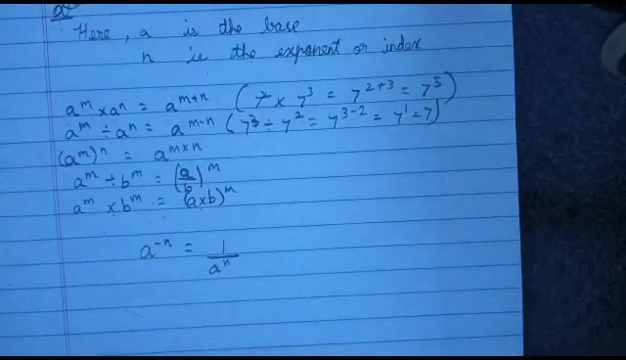 Here, a is the base
n is the exponent or index
a^m × a^n = a^(m+n) (7^2 × 7^3 = 7^(2+3) = 7^5)
a^m ÷ a^n = a^(m-n) (7^3 ÷ 7^2 = 7^(3-2) = 7^1 = 7)
(a^m)^n = a^(m×n)
a^m ÷ b^m = (a/b)^m
a^m × b^m = (a×b)^m
a^-n = 1/a^n